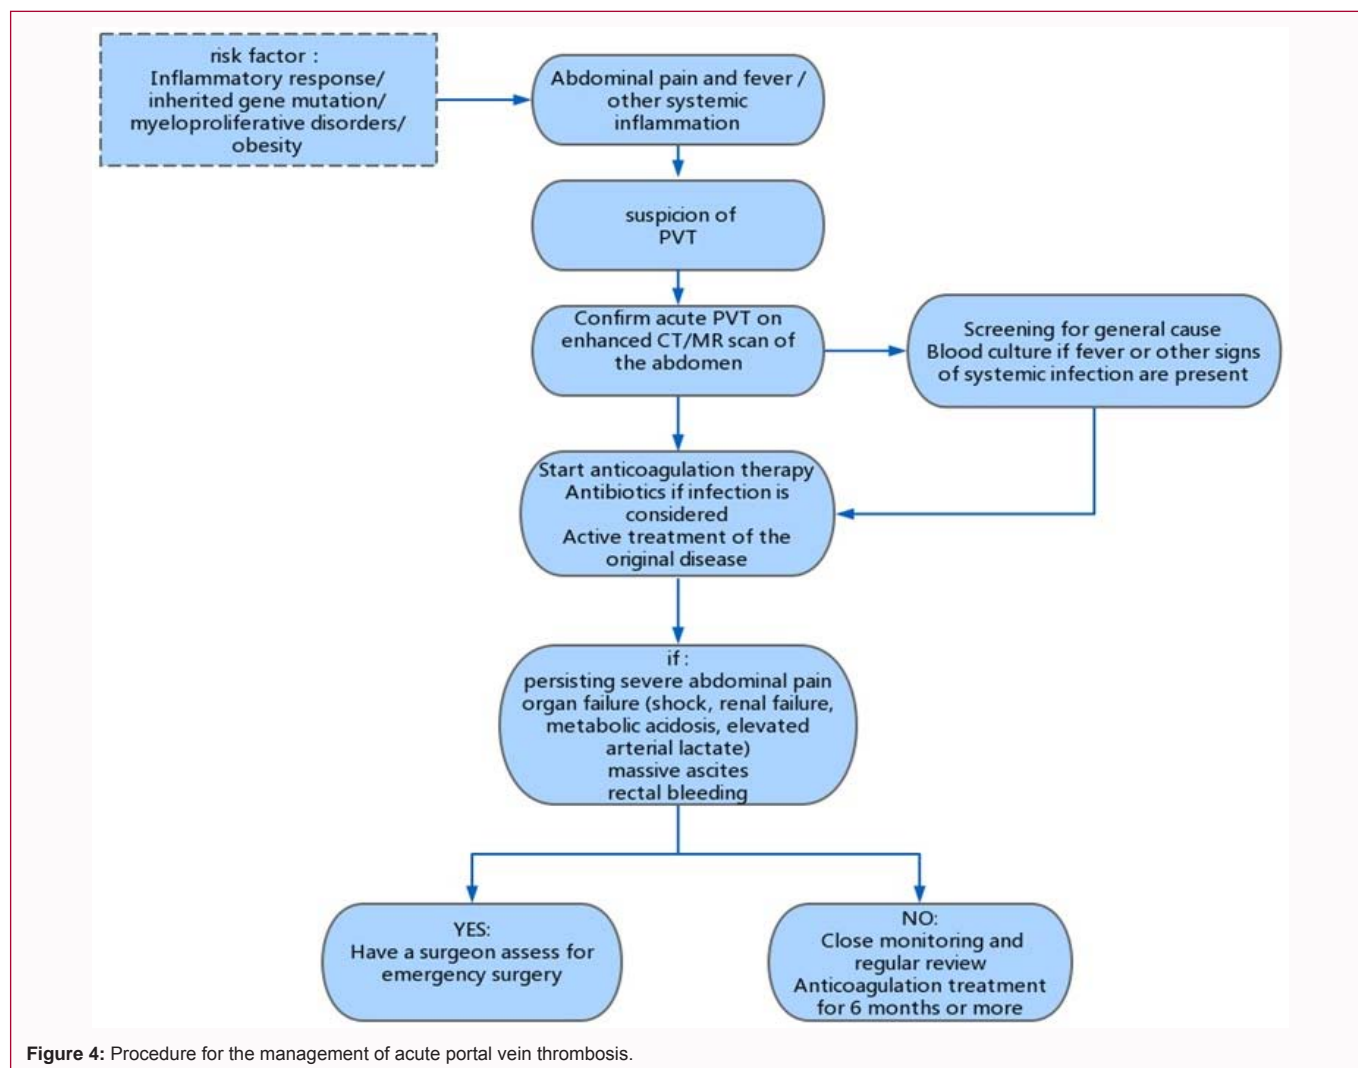 risk factor :
Inflammatory response/
inherited gene mutation/
myeloproliferative disorders/
obesity
Abdominal pain and fever /
other systemic
inflammation
suspicion of
PVT
Confirm acute PVT on
enhanced CT/MR scan of
the abdomen
Screening for general cause
Blood culture if fever or other signs
of systemic infection are present
Start anticoagulation therapy
Antibiotics if infection is
considered
Active treatment of the
original disease
if :
persisting severe abdominal pain
organ failure (shock, renal failure,
metabolic acidosis, elevated
arterial lactate)
massive ascites
rectal bleeding
YES:
Have a surgeon assess for
emergency surgery
NO:
Close monitoring and
regular review
Anticoagulation treatment
for 6 months or more
Figure 4: Procedure for the management of acute portal vein thrombosis.